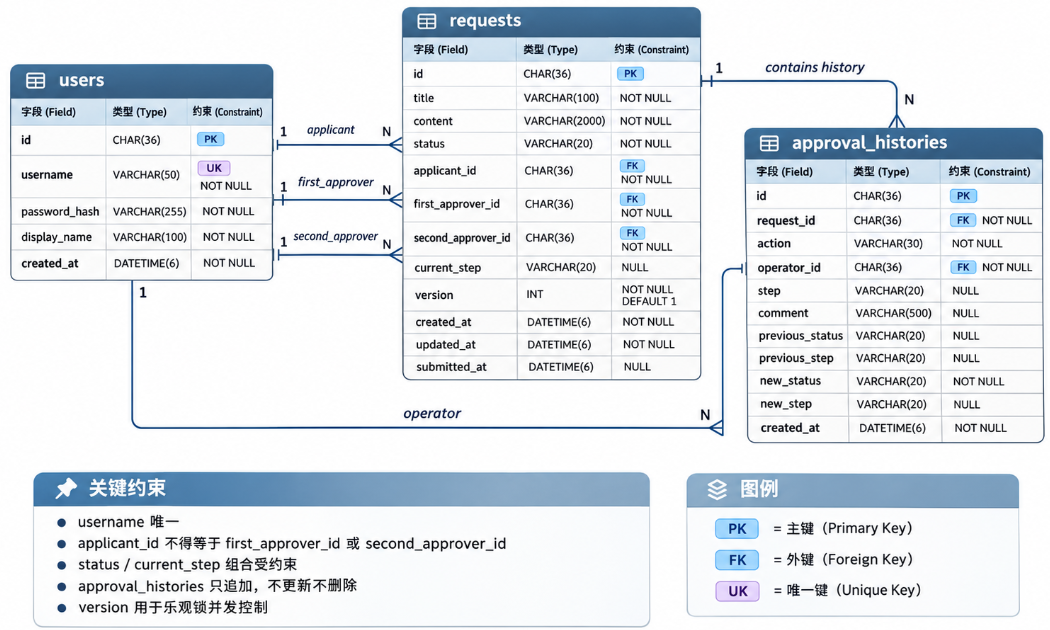 users
字段 (Field) 类型 (Type) 约束 (Constraint)
id CHAR(36) PK
username VARCHAR(50) UK NOT NULL
password_hash VARCHAR(255) NOT NULL
display_name VARCHAR(100) NOT NULL
created_at DATETIME(6) NOT NULL
1 applicant N
1 first_approver N
1 second_approver N
requests
字段 (Field) 类型 (Type) 约束 (Constraint)
id CHAR(36) PK
title VARCHAR(100) NOT NULL
content VARCHAR(2000) NOT NULL
status VARCHAR(20) NOT NULL
applicant_id CHAR(36) FK NOT NULL
first_approver_id CHAR(36) FK NOT NULL
second_approver_id CHAR(36) FK NOT NULL
current_step VARCHAR(20) NULL
version INT NOT NULL DEFAULT 1
created_at DATETIME(6) NOT NULL
updated_at DATETIME(6) NOT NULL
submitted_at DATETIME(6) NULL
1 contains history N
approval_histories
字段 (Field) 类型 (Type) 约束 (Constraint)
id CHAR(36) PK
request_id CHAR(36) FK NOT NULL
action VARCHAR(30) NOT NULL
operator_id CHAR(36) FK NOT NULL
step VARCHAR(20) NULL
comment VARCHAR(500) NULL
previous_status VARCHAR(20) NULL
previous_step VARCHAR(20) NULL
new_status VARCHAR(20) NOT NULL
new_step VARCHAR(20) NULL
created_at DATETIME(6) NOT NULL
1 operator N
关键约束
username 唯一
applicant_id 不得等于 first_approver_id 或 second_approver_id
status / current_step 组合受约束
approval_histories 只追加，不更新不删除
version 用于乐观锁并发控制
图例
PK = 主键（Primary Key）
FK = 外键（Foreign Key）
UK = 唯一键（Unique Key）